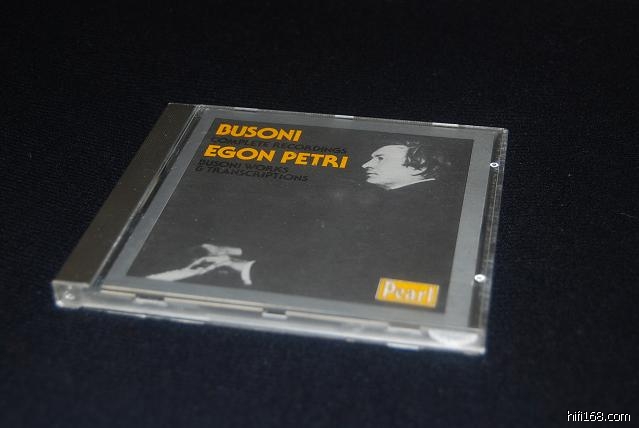 BUSONI
COMPLETE RECORDINGS
EGON PETRI
BUSONI WORKS
& TRANSCRIPTIONS
Pearl
hifi168.com